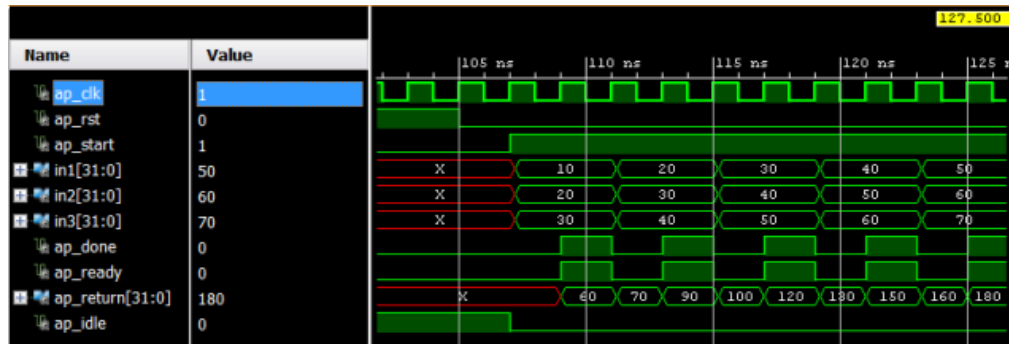 127.500
Name Value
105 ns 110 ns 115 ns 120 ns 125
ap_clk 1
ap_rst 0
ap_start 1
in1[31:0] 50 X 10 20 30 40 50
in2[31:0] 60 X 20 30 40 50 60
in3[31:0] 70 X 30 40 50 60 70
ap_done 0
ap_ready 0
ap_return[31:0] 180 X 60 70 90 100 120 130 150 160 180
ap_idle 0